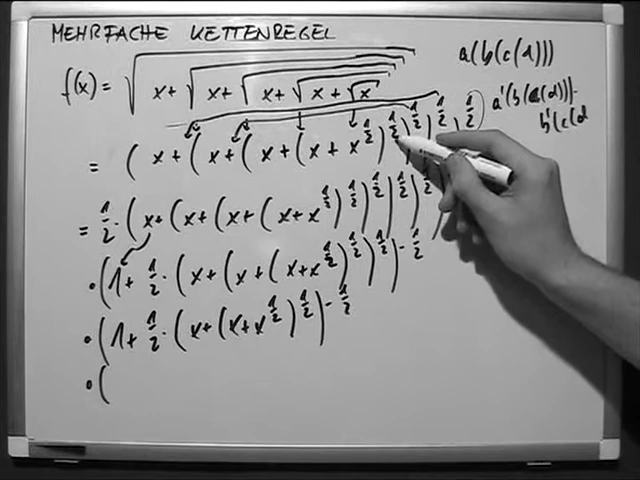 MEHRFACHE KETTENREGEL
a(b(c(d)))
f(x) = √(x + √(x + √(x + √(x + √x))))
a'(b(c(d)))·
b'(c(d
= (x + (x + (x + (x + x^½)^½)^½)^½)^½
= ½ · (x + (x + (x + (x + x^½)^½)^½)^½)
· (1 + ½ · (x + (x + (x + x^½)^½)^½)^-½
· (1 + ½ · (x + (x + x^½)^½)^-½
· (